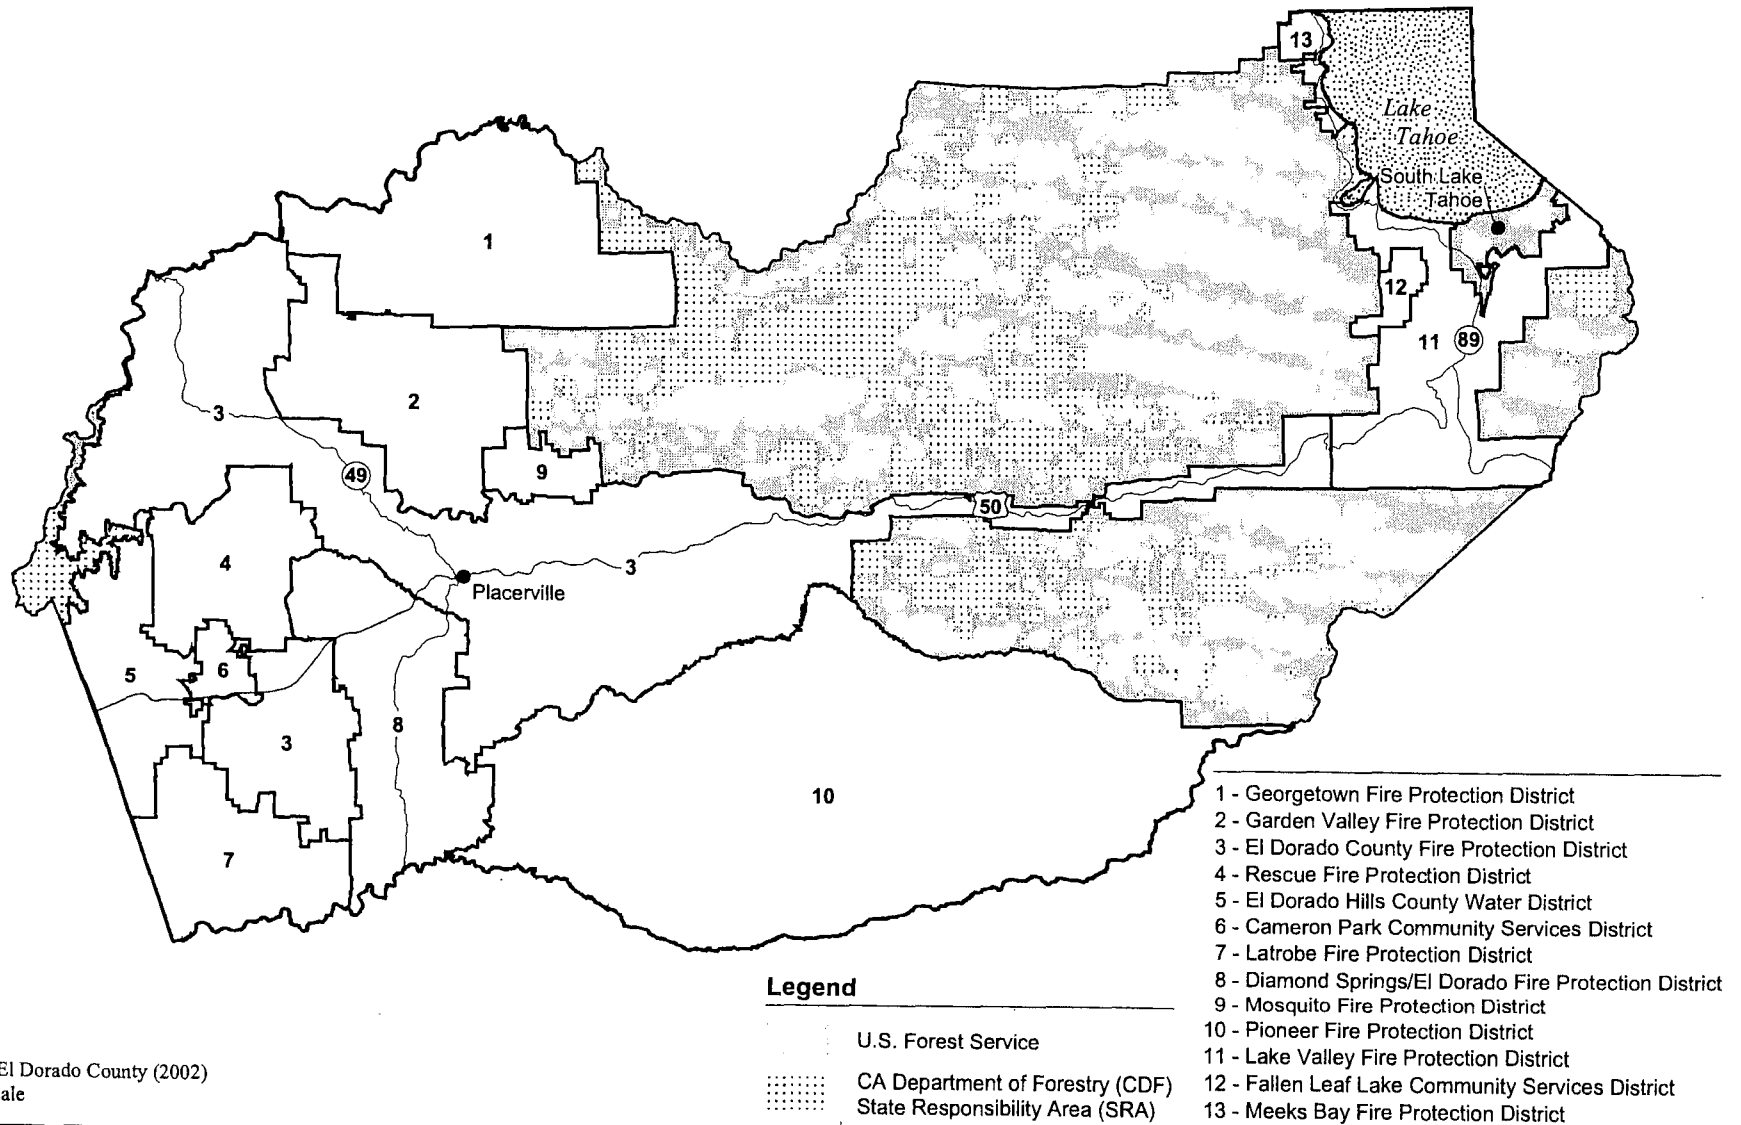 13
Lake
Tahoe
South Lake
Tahoe
1
12
11
89
2
3
9
49
50
4
3
Placerville
5
6
8
3
10
7
1 - Georgetown Fire Protection District
2 - Garden Valley Fire Protection District
3 - El Dorado County Fire Protection District
4 - Rescue Fire Protection District
5 - El Dorado Hills County Water District
6 - Cameron Park Community Services District
7 - Latrobe Fire Protection District
8 - Diamond Springs/El Dorado Fire Protection District
9 - Mosquito Fire Protection District
10 - Pioneer Fire Protection District
11 - Lake Valley Fire Protection District
12 - Fallen Leaf Lake Community Services District
13 - Meeks Bay Fire Protection District
Legend
U.S. Forest Service
CA Department of Forestry (CDF)
State Responsibility Area (SRA)
El Dorado County (2002)
ale